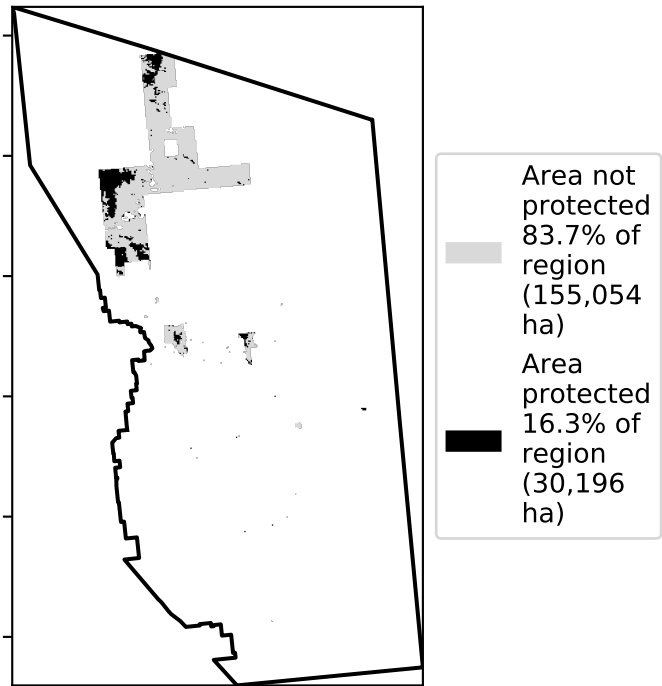 Area not
protected
83.7% of
region
(155,054
ha)
Area
protected
16.3% of
region
(30,196
ha)